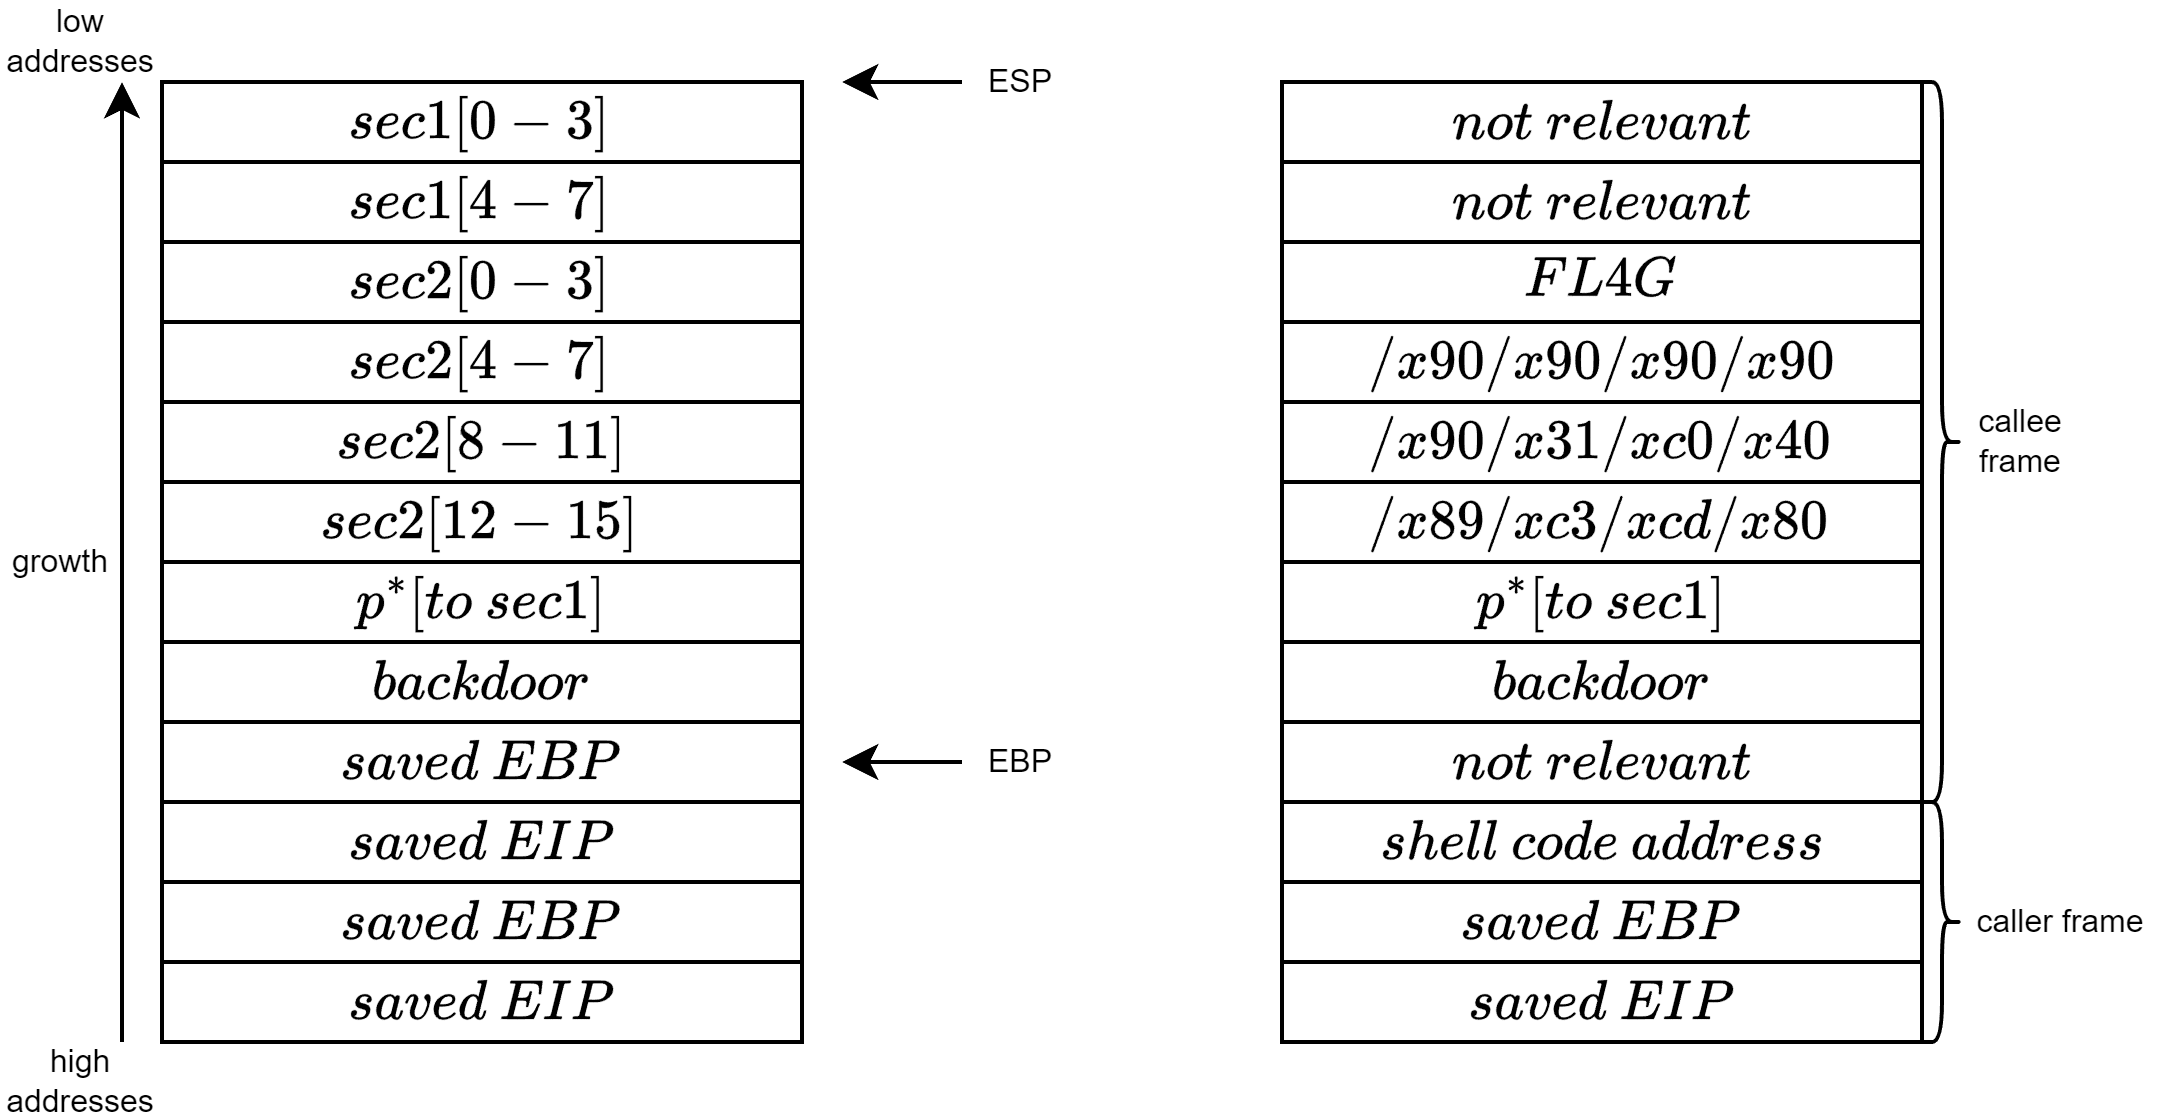 low
addresses
growth
high
addresses
sec1[0 − 3]
sec1[4 − 7]
sec2[0 − 3]
sec2[4 − 7]
sec2[8 − 11]
sec2[12 − 15]
p*[to sec1]
backdoor
saved EBP
saved EIP
saved EBP
saved EIP
ESP
EBP
not relevant
not relevant
FL4G
/x90/x90/x90/x90
/x90/x31/xc0/x40
/x89/xc3/xcd/x80
p*[to sec1]
backdoor
not relevant
shell code address
saved EBP
saved EIP
callee
frame
caller frame